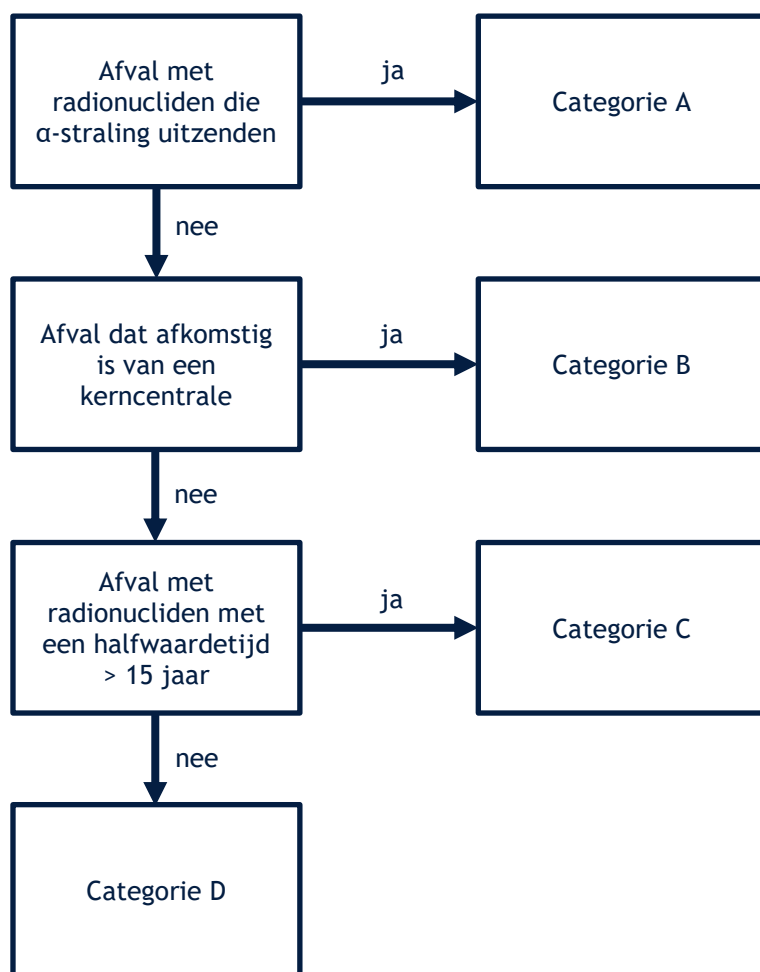 Afval met
radionucliden die
α-straling uitzenden
ja
Categorie A
nee
Afval dat afkomstig
is van een
kerncentrale
ja
Categorie B
nee
Afval met
radionucliden met
een halfwaardetijd
> 15 jaar
ja
Categorie C
nee
Categorie D